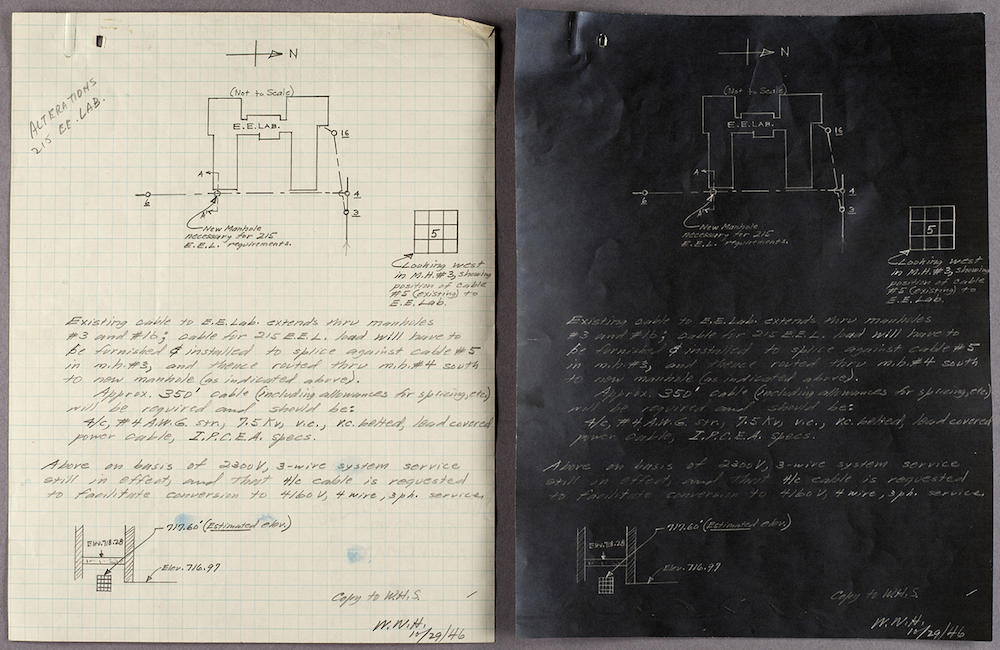 N
ALTERATIONS
215 EE. LAB.
(Not to Scale)
E.E.LAB.
16
A
6
4
A'
3
New Manhole
necessary for 215
E.E.L. requirements.
5
Looking west
in M.H.#3, showing
position of cable
#5 (existing) to
E.E. Lab.
Existing cable to E.E.Lab. extends thru manholes
#3 and #16; cable for 215 E.E.L. load will have to
be furnished & installed to splice against cable #5
in m.h.#3, and thence routed thru m.h.#4 south
to new manhole (as indicated above).
Approx. 350' cable (including allowances for splicing, etc)
will be required and should be:
4/c, #4 A.W.G. str., 7.5 Kv, v.c., v.c. belted, lead covered
power cable, I.P.C.E.A. specs.
Above on basis of 2300V, 3-wire system service
still in effect, and that 4/c cable is requested
to facilitate conversion to 4160V, 4 wire, 3ph. service.
717.60' (Estimated elev.)
Elev. 718.28
Elev. 716.97
Copy to W.H.S.
W.N.H.
10/29/46
N
(Not to Scale)
E.E.LAB.
16
A
6
4
A'
3
New Manhole
necessary for 215
E.E.L. requirements.
5
Looking west
in M.H.#3, showing
position of cable
#5 (existing) to
E.E. Lab.
Existing cable to E.E.Lab. extends thru manholes
#3 and #16; cable for 215 E.E.L. load will have to
be furnished & installed to splice against cable #5
in m.h.#3, and thence routed thru m.h.#4 south
to new manhole (as indicated above).
Approx. 350' cable (including allowances for splicing, etc)
will be required and should be:
4/c, #4 A.W.G. str., 7.5 Kv, v.c., v.c. belted, lead covered
power cable, I.P.C.E.A. specs.
Above on basis of 2300V, 3-wire system service
still in effect, and that 4/c cable is requested
to facilitate conversion to 4160V, 4 wire, 3ph. service.
717.60' (Estimated elev.)
Elev. 718.28
Elev. 716.97
Copy to W.H.S.
W.N.H.
10/29/46